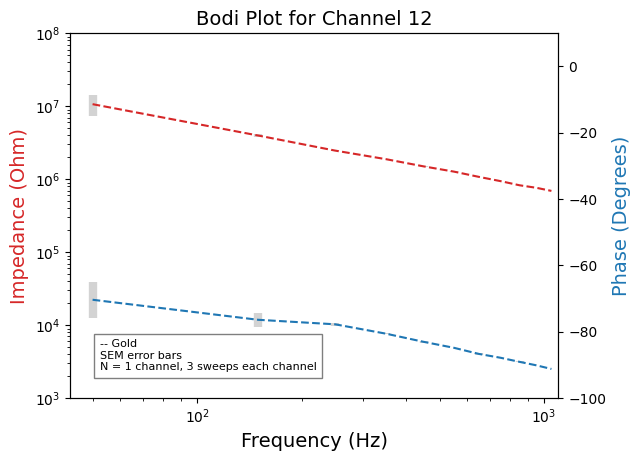 Bodi Plot for Channel 12
10⁸
10⁷
10⁶
10⁵
10⁴
10³
Impedance (Ohm)
0
−20
−40
−60
−80
−100
Phase (Degrees)
-- Gold
SEM error bars
N = 1 channel, 3 sweeps each channel
10² 10³
Frequency (Hz)